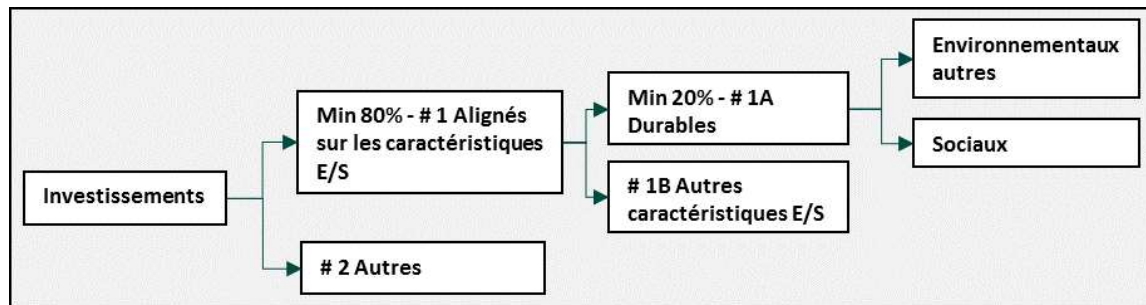 Investissements
Min 80% - # 1 Alignés
sur les caractéristiques
E/S
# 2 Autres
Min 20% - # 1A
Durables
# 1B Autres
caractéristiques E/S
Environnementaux
autres
Sociaux